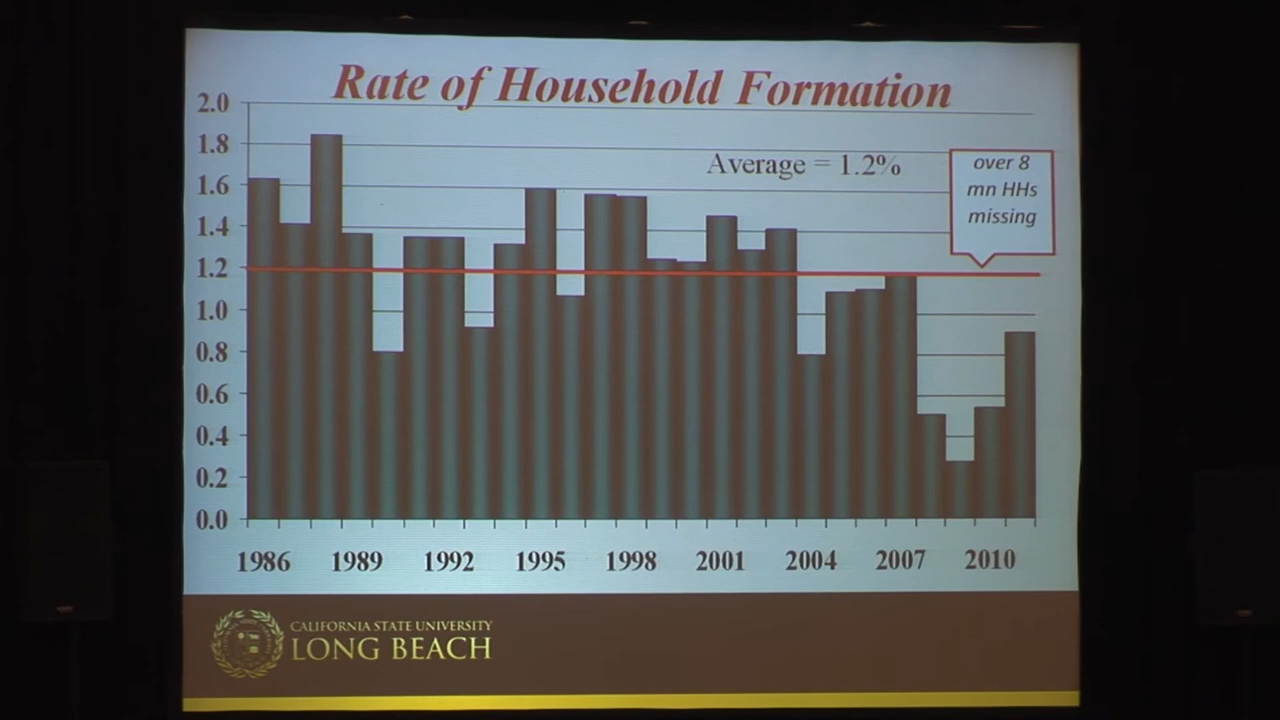 Rate of Household Formation
2.0
1.8
1.6
1.4
1.2
1.0
0.8
0.6
0.4
0.2
0.0
Average = 1.2%
over 8
mn HHs
missing
1986 1989 1992 1995 1998 2001 2004 2007 2010
CALIFORNIA STATE UNIVERSITY
LONG BEACH